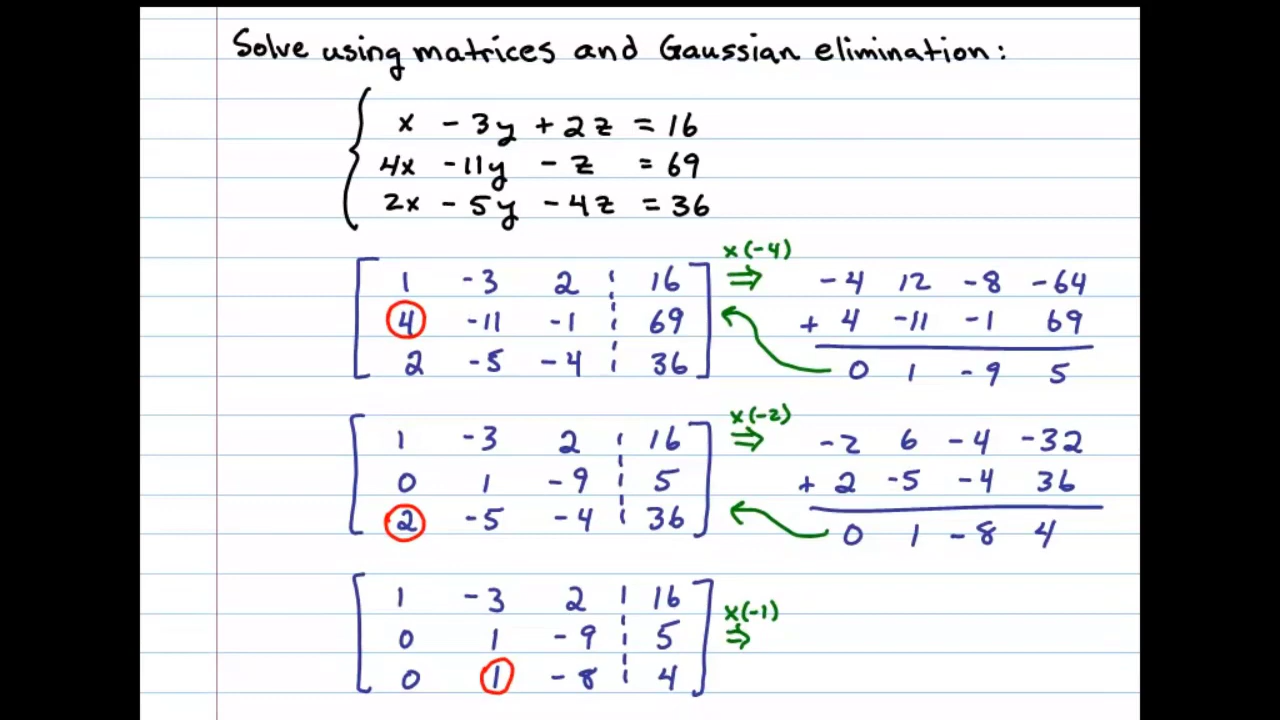 Solve using matrices and Gaussian elimination:
x - 3y + 2z = 16
4x - 11y - z = 69
2x - 5y - 4z = 36
x(-4)
1 -3 2 16 ⇒ -4 12 -8 -64
4 -11 -1 69 + 4 -11 -1 69
2 -5 -4 36 0 1 -9 5
x(-2)
1 -3 2 16 ⇒ -2 6 -4 -32
0 1 -9 5 + 2 -5 -4 36
2 -5 -4 36 0 1 -8 4
1 -3 2 16 x(-1)
0 1 -9 5 ⇒
0 1 -8 4